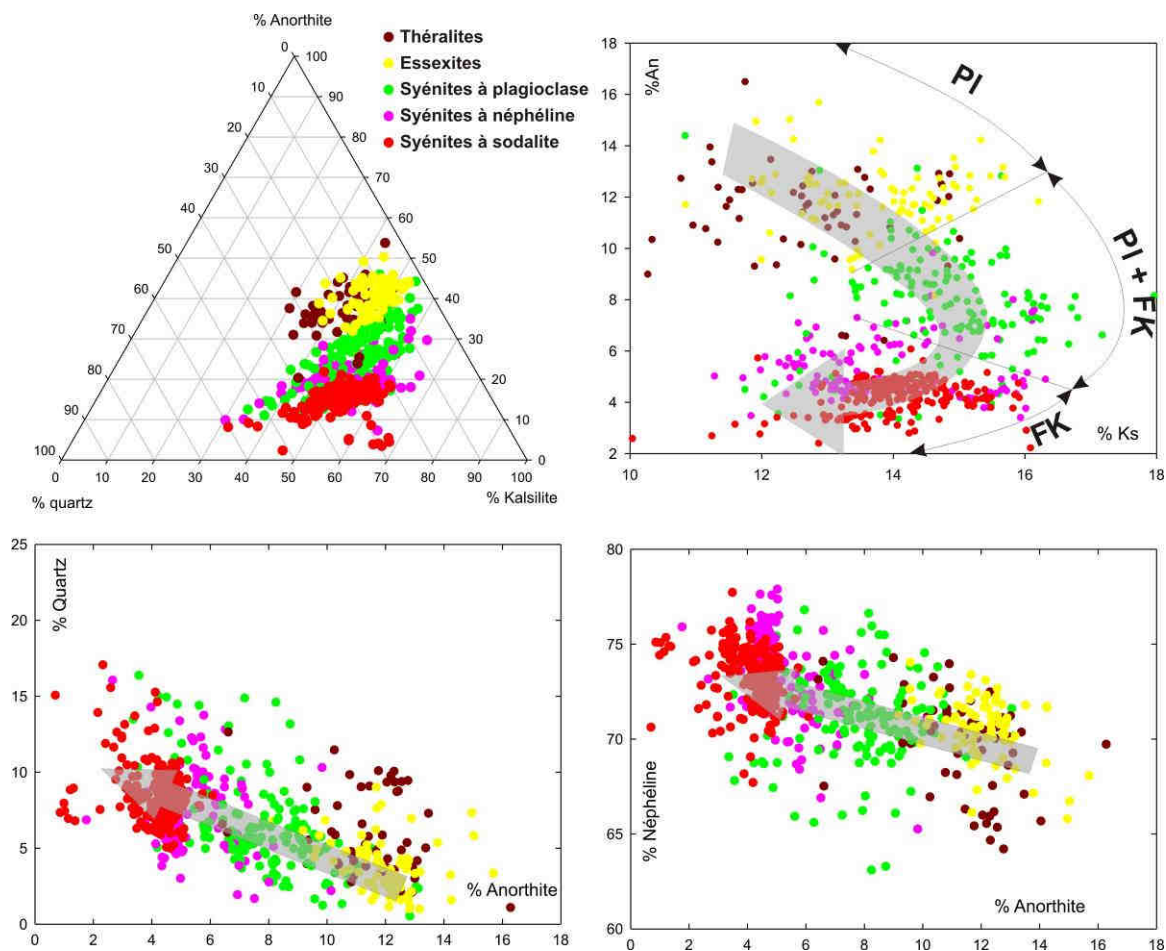 % Anorthite
0
100
10
90
20
80
30
70
40
60
50
50
60
40
70
30
80
20
90
10
100
0
0 10 20 30 40 50 60 70 80 90 100
% quartz
% Kalsilite
Théralites
Essexites
Syénites à plagioclase
Syénites à néphéline
Syénites à sodalite
18
16
14
12
10
8
6
4
2
%An
Pl
Pl + FK
FK
% Ks
10 12 14 16 18
25
20
15
10
5
0
% Quartz
% Anorthite
0 2 4 6 8 10 12 14 16 18
80
75
70
65
60
% Néphéline
% Anorthite
0 2 4 6 8 10 12 14 16 18